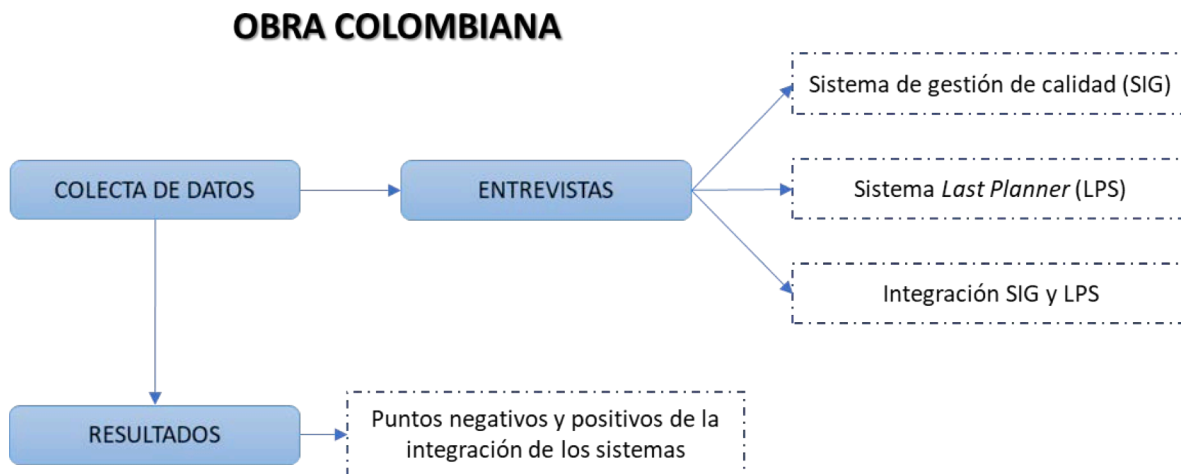 OBRA COLOMBIANA
Sistema de gestión de calidad (SIG)
COLECTA DE DATOS
ENTREVISTAS
Sistema Last Planner (LPS)
Integración SIG y LPS
RESULTADOS
Puntos negativos y positivos de la
integración de los sistemas